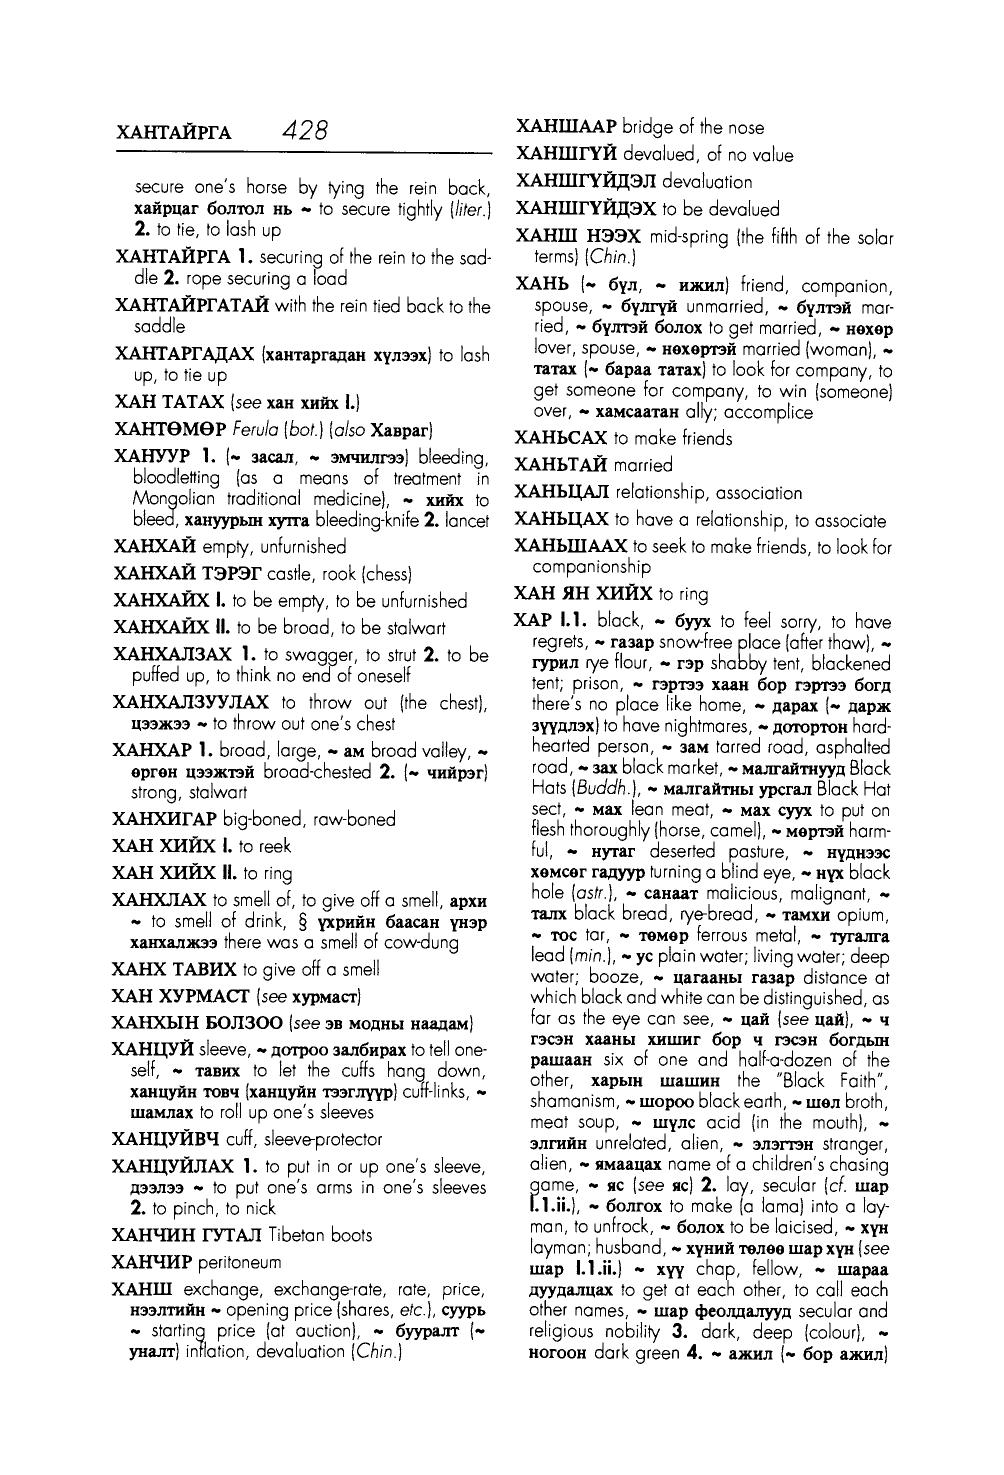 ХАНТАЙРГА 428
secure one's horse by tying the rein back,
хайрцаг болтол нь ~ to secure tightly (liter.)
2. to tie, to lash up
ХАНТАЙРГА 1. securing of the rein to the sad-
dle 2. rope securing a load
ХАНТАЙРГАТАЙ with the rein tied back to the
saddle
ХАНТАРГАДАХ (хантаргадан хүлээх) to lash
up, to tie up
ХАН ТАТАХ (see хан хийх I.)
ХАНТӨМӨР Ferula (bot.) (also Хавраг)
ХАНУУР 1. (~ засал, ~ эмчилгээ) bleeding,
bloodletting (as a means of treatment in
Mongolian traditional medicine), ~ хийх to
bleed, хануурын хутга bleeding-knife 2. lancet
ХАНХАЙ empty, unfurnished
ХАНХАЙ ТЭРЭГ castle, rook (chess)
ХАНХАЙХ I. to be empty, to be unfurnished
ХАНХАЙХ II. to be broad, to be stalwart
ХАНХАЛЗАХ 1. to swagger, to strut 2. to be
puffed up, to think no end of oneself
ХАНХАЛЗУУЛАХ to throw out (the chest),
цээжээ ~ to throw out one's chest
ХАНХАР 1. broad, large, ~ ам broad valley, ~
өргөн цээжтэй broad-chested 2. (~ чийрэг)
strong, stalwart
ХАНХИГАР big-boned, raw-boned
ХАН ХИЙХ I. to reek
ХАН ХИЙХ II. to ring
ХАНХЛАХ to smell of, to give off a smell, архи
~ to smell of drink, § үхрийн баасан үнэр
ханхалжээ there was a smell of cow-dung
ХАНХ ТАВИХ to give off a smell
ХАН ХУРМАСТ (see хурмаст)
ХАНХЫН БОЛЗОО (see эв модны наадам)
ХАНЦУЙ sleeve, ~ дотроо залбирах to tell one-
self, ~ тавих to let the cuffs hang down,
ханцуйн товч (ханцуйн тээглүүр) cuff-links, ~
шамлах to roll up one's sleeves
ХАНЦУЙВЧ cuff, sleeve-protector
ХАНЦУЙЛАХ 1. to put in or up one's sleeve,
дээлээ ~ to put one's arms in one's sleeves
2. to pinch, to nick
ХАНЧИН ГУТАЛ Tibetan boots
ХАНЧИР peritoneum
ХАНШ exchange, exchange-rate, rate, price,
нээлтийн ~ opening price (shares, etc.), суурь
~ starting price (at auction), ~ бууралт (~
уналт) inflation, devaluation (Chin.)
ХАНШААР bridge of the nose
ХАНШГҮЙ devalued, of no value
ХАНШГҮЙДЭЛ devaluation
ХАНШГҮЙДЭХ to be devalued
ХАНШ НЭЭХ mid-spring (the fifth of the solar
terms) (Chin.)
ХАНЬ (~ бүл, ~ ижил) friend, companion,
spouse, ~ бүлгүй unmarried, ~ бүлтэй mar-
ried, ~ бүлтэй болох to get married, ~ нөхөр
lover, spouse, ~ нөхөртэй married (woman), ~
татах (~ бараа татах) to look for company, to
get someone for company, to win (someone)
over, ~ хамсаатан ally; accomplice
ХАНЬСАХ to make friends
ХАНЬТАЙ married
ХАНЬЦАЛ relationship, association
ХАНЬЦАХ to have a relationship, to associate
ХАНЬШААХ to seek to make friends, to look for
companionship
ХАН ЯН ХИЙХ to ring
ХАР I.1. black, ~ буух to feel sorry, to have
regrets, ~ газар snow-free place (after thaw), ~
гурил rye flour, ~ гэр shabby tent, blackened
tent; prison, ~ гэртээ хаан бор гэртээ богд
there's no place like home, ~ дарах (~ дарж
зүүдлэх) to have nightmares, ~ дотортон hard-
hearted person, ~ зам tarred road, asphalted
road, ~ зах black market, ~ малгайтнууд Black
Hats (Buddh.), ~ малгайтны урсгал Black Hat
sect, ~ мах lean meat, ~ мах суух to put on
flesh thoroughly (horse, camel), ~ мөртэй harm-
ful, ~ нутаг deserted pasture, ~ нүднээс
хөмсөг гадуур turning a blind eye, ~ нүх black
hole (astr.), ~ санаат malicious, malignant, ~
талх black bread, rye-bread, ~ тамхи opium,
~ тос tar, ~ төмөр ferrous metal, ~ тугалга
lead (min.), ~ ус plain water; living water; deep
water; booze, ~ цагааны газар distance at
which black and white can be distinguished, as
far as the eye can see, ~ цай (see цай), ~ ч
гэсэн хааны хишиг бор ч гэсэн богдын
рашаан six of one and half-a-dozen of the
other, харын шашин the "Black Faith",
shamanism, ~ шороо black earth, ~ шөл broth,
meat soup, ~ шүлс acid (in the mouth), ~
элгийн unrelated, alien, ~ элэгтэн stranger,
alien, ~ ямаацах name of a children's chasing
game, ~ яс (see яс) 2. lay, secular (cf. шар
I.1.ii.), ~ болгох to make (a lama) into a lay-
man, to unfrock, ~ болох to be laicised, ~ хүн
layman; husband, ~ хүний төлөө шар хүн (see
шар I.1.ii.) ~ хүү chap, fellow, ~ шараа
дуудалцах to get at each other, to call each
other names, ~ шар феолдалууд secular and
religious nobility 3. dark, deep (colour), ~
ногоон dark green 4. ~ ажил (~ бор ажил)